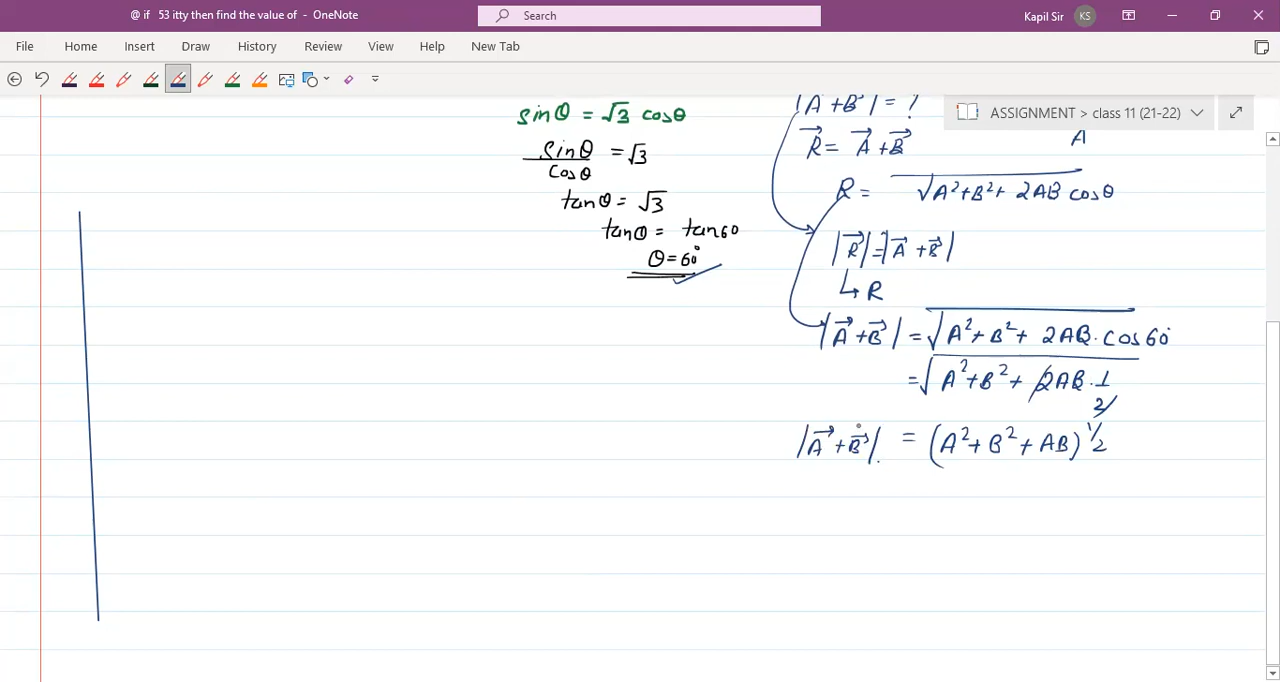 @ if 53 itty then find the value of - OneNote
Search
Kapil Sir KS
File Home Insert Draw History Review View Help New Tab
ASSIGNMENT > class 11 (21-22)
sinθ = √3 cosθ
sinθ/cosθ = √3
tanθ = √3
tanθ = tan60
θ = 60°
|A⃗ + B⃗| = ?
R⃗ = A⃗ + B⃗
A
R = √A²+B²+ 2AB cosθ
|R⃗| = |A⃗ + B⃗|
↳ R
|A⃗ + B⃗| = √A²+B²+ 2AB . cos60°
= √A²+B²+ 2AB . 1/2
|A⃗ + B⃗| = (A²+B²+AB)^1/2